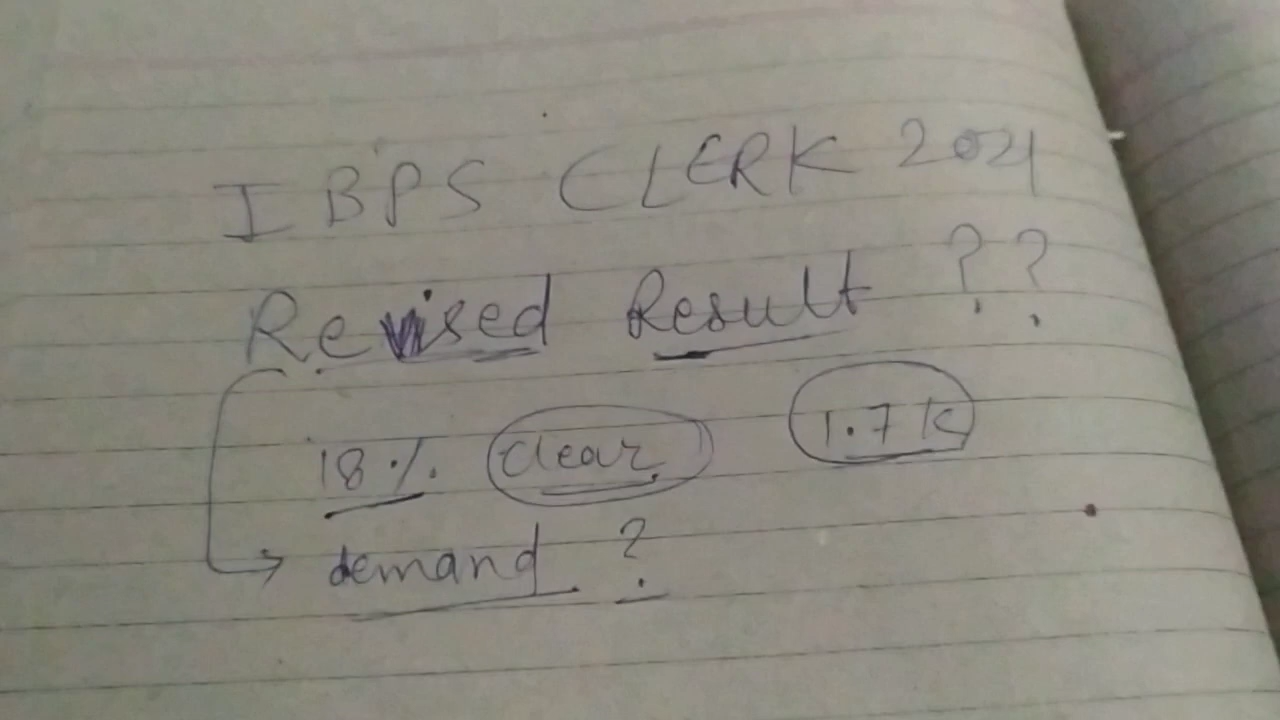 IBPS CLERK 2021
Revised Result ??
18% clear 1.7K
demand ?